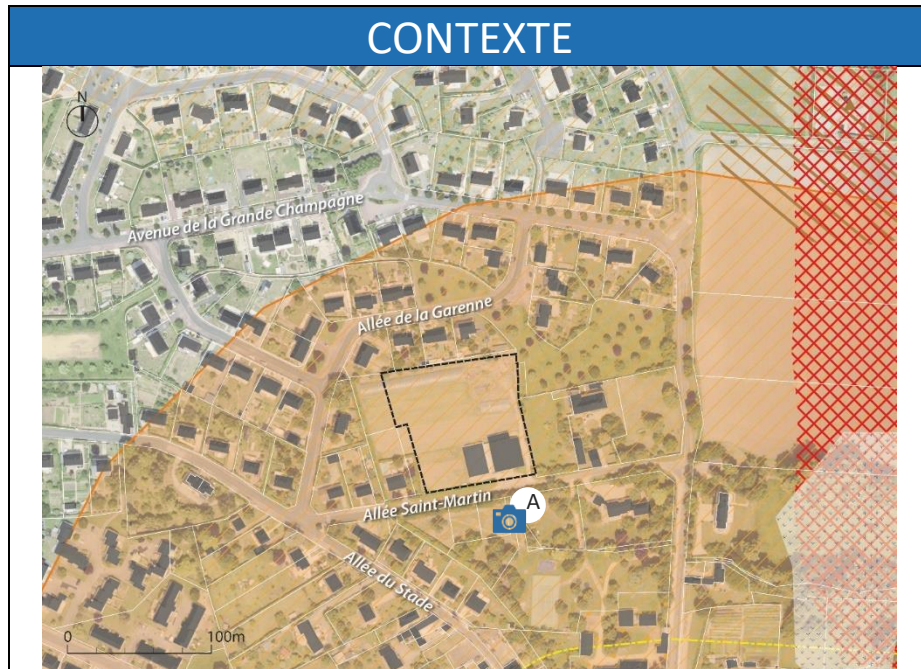 CONTEXTE
N
Avenue de la Grande Champagne
Allée de la Garenne
Allée Saint-Martin
A
Allée du Stade
0 100m